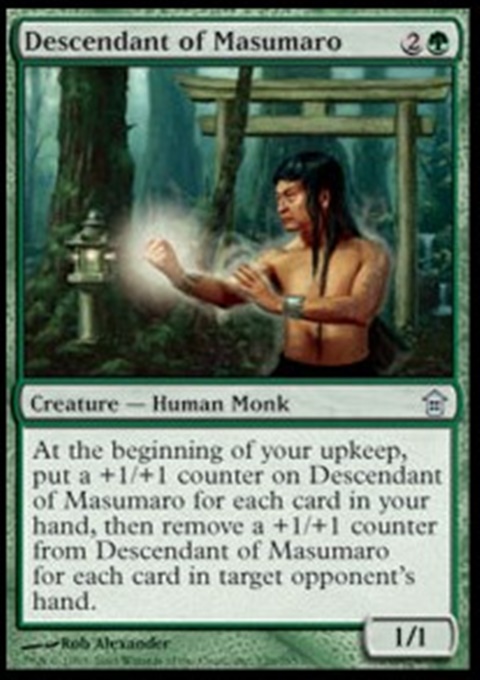 Descendant of Masumaro 2
Creature — Human Monk
At the beginning of your upkeep,
put a +1/+1 counter on Descendant
of Masumaro for each card in your
hand, then remove a +1/+1 counter
from Descendant of Masumaro
for each card in target opponent's
hand.
Rob Alexander
1/1